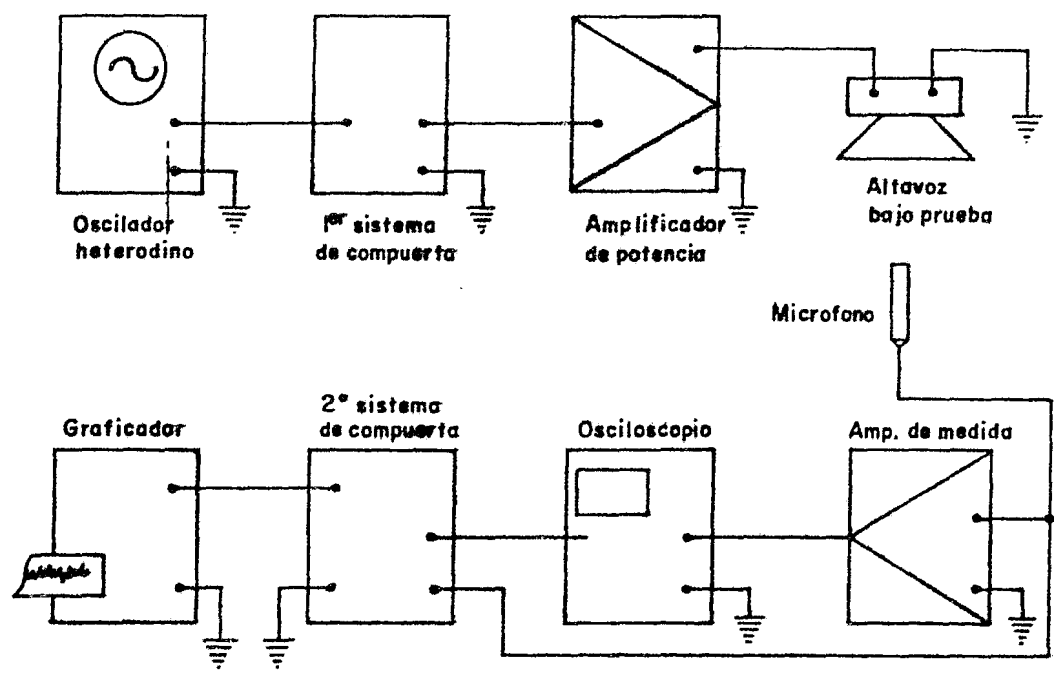 Oscilador
heterodino
1er sistema
de compuerta
Amplificador
de potencia
Altavoz
bajo prueba
Microfono
Graficador
2º sistema
de compuerta
Osciloscopio
Amp. de medida